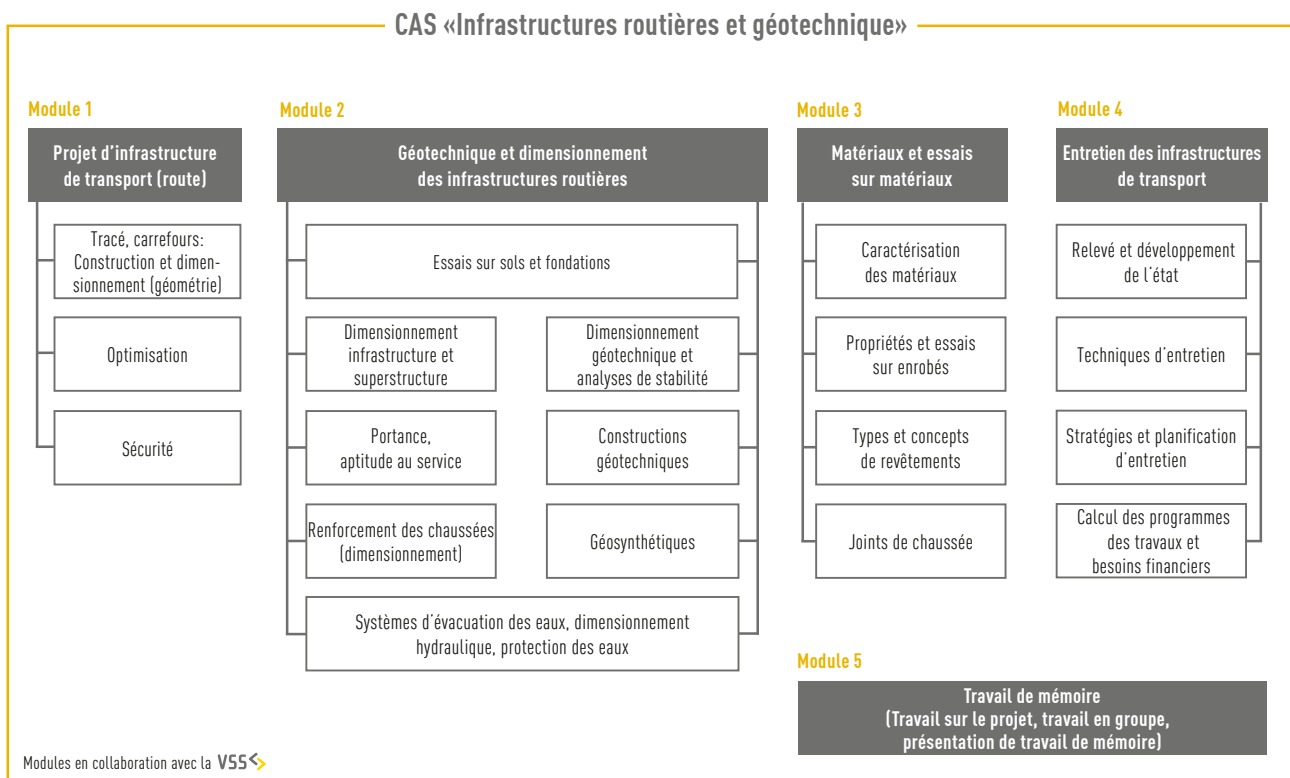 CAS «Infrastructures routières et géotechnique»
Module 1
Projet d'infrastructure
de transport (route)
Tracé, carrefours:
Construction et dimen-
sionnement (géométrie)
Optimisation
Sécurité
Module 2
Géotechnique et dimensionnement
des infrastructures routières
Essais sur sols et fondations
Dimensionnement
infrastructure et
superstructure
Dimensionnement
géotechnique et
analyses de stabilité
Portance,
aptitude au service
Constructions
géotechniques
Renforcement des chaussées
(dimensionnement)
Géosynthétiques
Systèmes d'évacuation des eaux, dimensionnement
hydraulique, protection des eaux
Module 3
Matériaux et essais
sur matériaux
Caractérisation
des matériaux
Propriétés et essais
sur enrobés
Types et concepts
de revêtements
Joints de chaussée
Module 4
Entretien des infrastructures
de transport
Relevé et développement
de l'état
Techniques d'entretien
Stratégies et planification
d'entretien
Calcul des programmes
des travaux et
besoins financiers
Module 5
Travail de mémoire
(Travail sur le projet, travail en groupe,
présentation de travail de mémoire)
Modules en collaboration avec la VSS